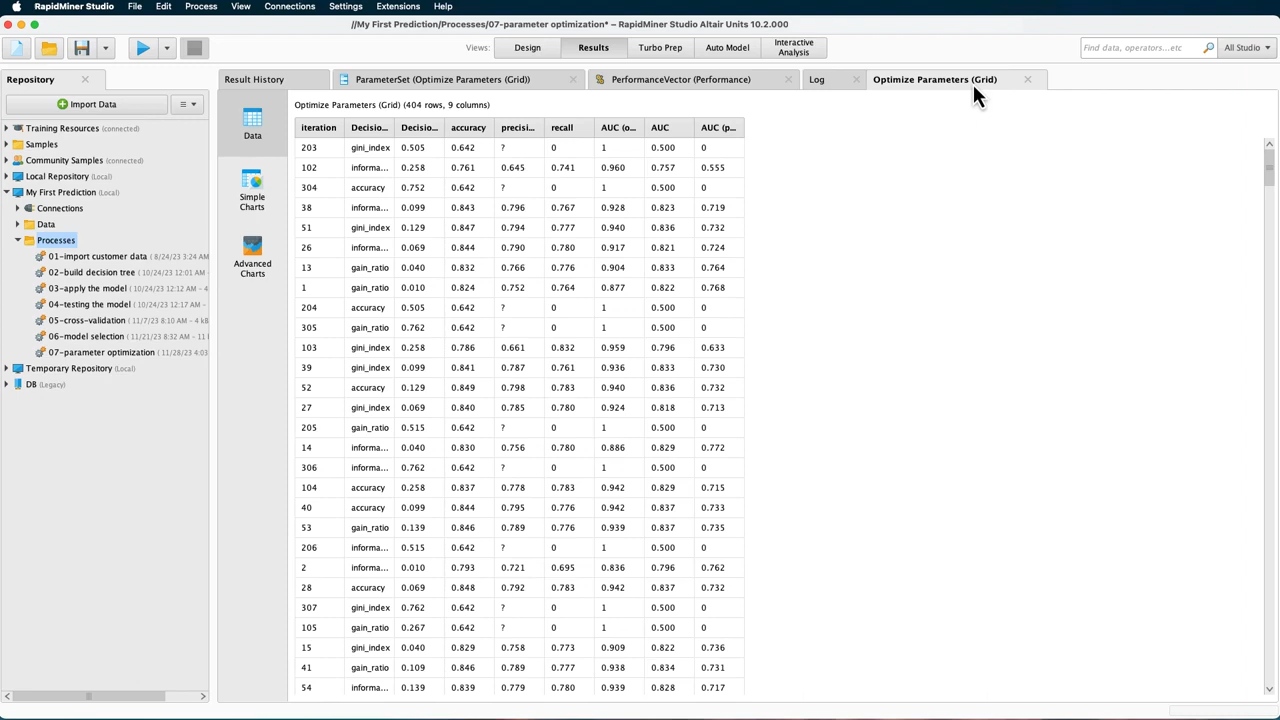 RapidMiner Studio File Edit Process View Connections Settings Extensions Help
//My First Prediction/Processes/07-parameter optimization* – RapidMiner Studio Altair Units 10.2.000
Views: Design Results Turbo Prep Auto Model Interactive Analysis Find data, operators...etc All Studio
Repository Result History ParameterSet (Optimize Parameters (Grid)) PerformanceVector (Performance) Log Optimize Parameters (Grid)
Import Data
Training Resources (connected)
Samples
Community Samples (connected)
Local Repository (Local)
My First Prediction (Local)
Connections
Data
Processes
01-import customer data ( 8/24/23 3:24 AM
02-build decision tree ( 10/24/23 12:01 AM
03-apply the model ( 10/24/23 12:12 AM – 4
04-testing the model ( 10/24/23 12:17 AM –
05-cross-validation ( 11/7/23 8:10 AM – 4 kB
06-model selection ( 11/21/23 8:32 AM – 11
07-parameter optimization ( 11/28/23 4:03
Temporary Repository (Local)
DB (Legacy)
Data
Simple Charts
Advanced Charts
Optimize Parameters (Grid) (404 rows, 9 columns)
iteration Decisio... Decisio... accuracy precisi... recall AUC (o... AUC AUC (p...
203 gini_index 0.505 0.642 ? 0 1 0.500 0
102 informa... 0.258 0.761 0.645 0.741 0.960 0.757 0.555
304 accuracy 0.752 0.642 ? 0 1 0.500 0
38 informa... 0.099 0.843 0.796 0.767 0.928 0.823 0.719
51 gini_index 0.129 0.847 0.794 0.777 0.940 0.836 0.732
26 informa... 0.069 0.844 0.790 0.780 0.917 0.821 0.724
13 gain_ratio 0.040 0.832 0.766 0.776 0.904 0.833 0.764
1 gain_ratio 0.010 0.824 0.752 0.764 0.877 0.822 0.768
204 accuracy 0.505 0.642 ? 0 1 0.500 0
305 gain_ratio 0.762 0.642 ? 0 1 0.500 0
103 gini_index 0.258 0.786 0.661 0.832 0.959 0.796 0.633
39 gini_index 0.099 0.841 0.787 0.761 0.936 0.833 0.730
52 accuracy 0.129 0.849 0.798 0.783 0.940 0.836 0.732
27 gini_index 0.069 0.840 0.785 0.780 0.924 0.818 0.713
205 gain_ratio 0.515 0.642 ? 0 1 0.500 0
14 informa... 0.040 0.830 0.756 0.780 0.886 0.829 0.772
306 informa... 0.762 0.642 ? 0 1 0.500 0
104 accuracy 0.258 0.837 0.778 0.783 0.942 0.829 0.715
40 accuracy 0.099 0.844 0.795 0.776 0.942 0.837 0.733
53 gain_ratio 0.139 0.846 0.789 0.776 0.939 0.837 0.735
206 informa... 0.515 0.642 ? 0 1 0.500 0
2 informa... 0.010 0.793 0.721 0.695 0.836 0.796 0.762
28 accuracy 0.069 0.848 0.792 0.783 0.942 0.837 0.732
307 gini_index 0.762 0.642 ? 0 1 0.500 0
105 gain_ratio 0.267 0.642 ? 0 1 0.500 0
15 gini_index 0.040 0.829 0.758 0.773 0.909 0.822 0.736
41 gain_ratio 0.109 0.846 0.789 0.777 0.938 0.834 0.731
54 informa... 0.139 0.839 0.779 0.780 0.939 0.828 0.717